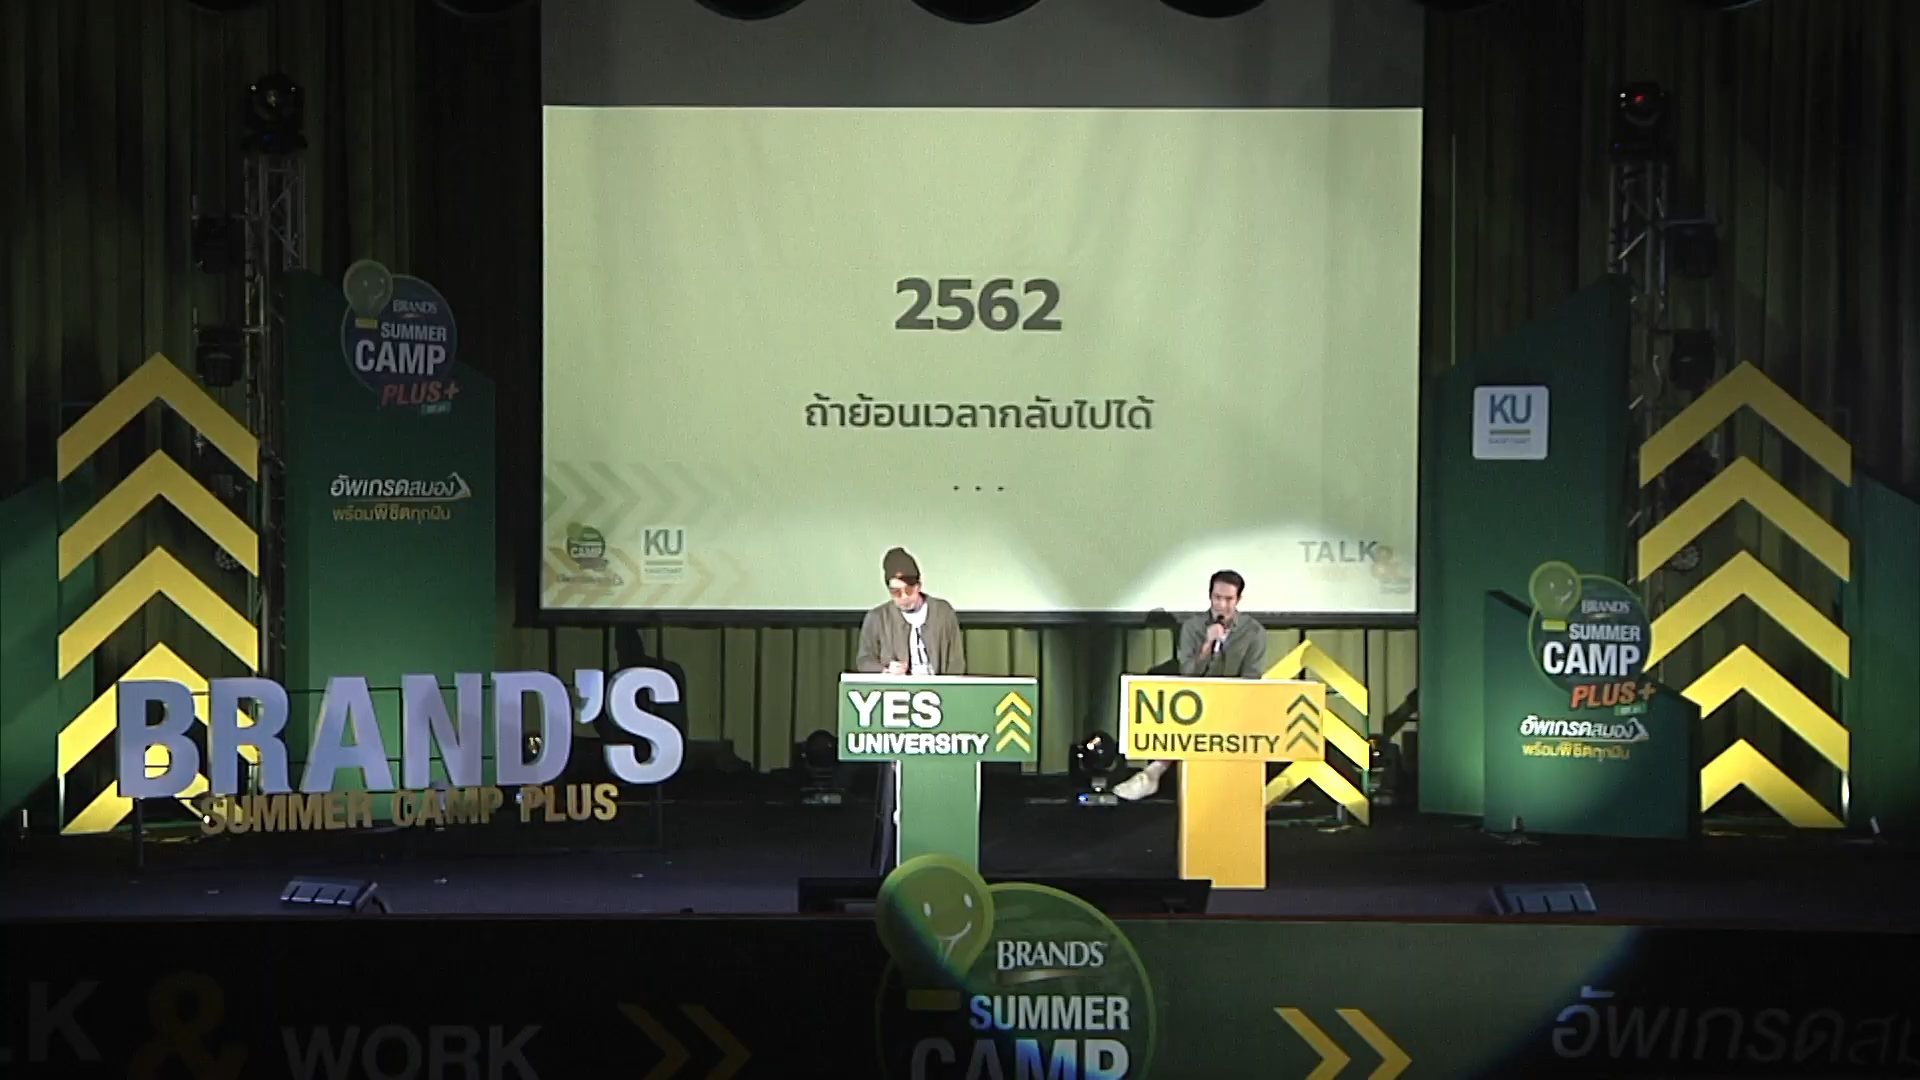 2562
ถ้าย้อนเวลากลับไปได้
...
CAMP
KU
TALK
&
BRAND'S
SUMMER
CAMP
PLUS+
อัพเกรดสมอง
พร้อมพิชิตทุกฝัน
KU
BRAND'S
SUMMER CAMP PLUS
YES
UNIVERSITY
NO
UNIVERSITY
BRAND'S
SUMMER
CAMP
PLUS+
อัพเกรดสมอง
พร้อมพิชิตทุกฝัน
BRAND'S
SUMMER
CAMP
LK & WORK
อัพเกรดสม